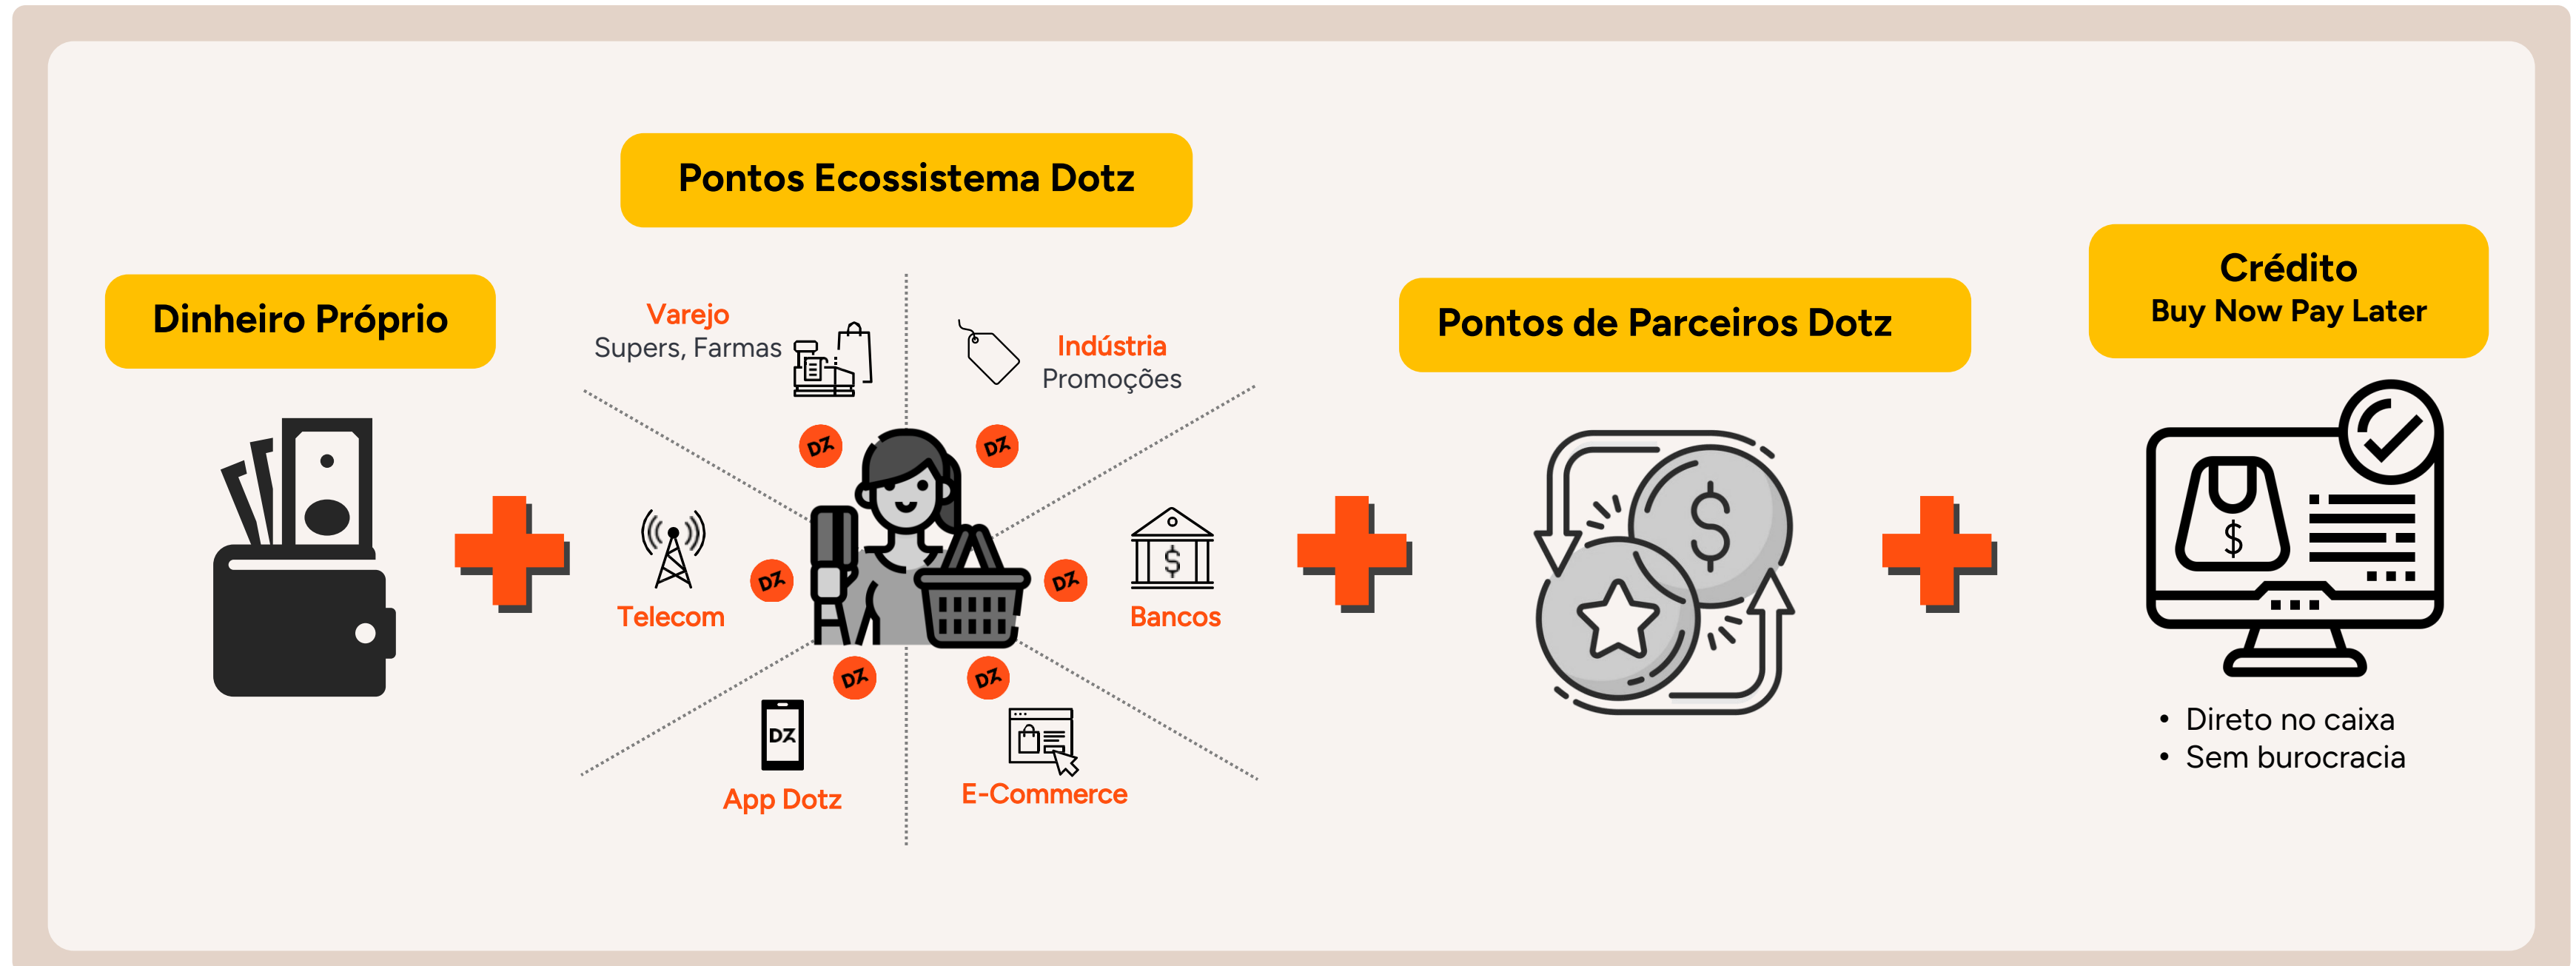 Dinheiro Próprio
Pontos Ecossistema Dotz
Varejo
Supers, Farmas
Indústria
Promoções
DZ
DZ
Telecom
DZ
DZ
$
Bancos
DZ
DZ
DZ
App Dotz
E-Commerce
Pontos de Parceiros Dotz
$
Crédito
Buy Now Pay Later
$
• Direto no caixa
• Sem burocracia